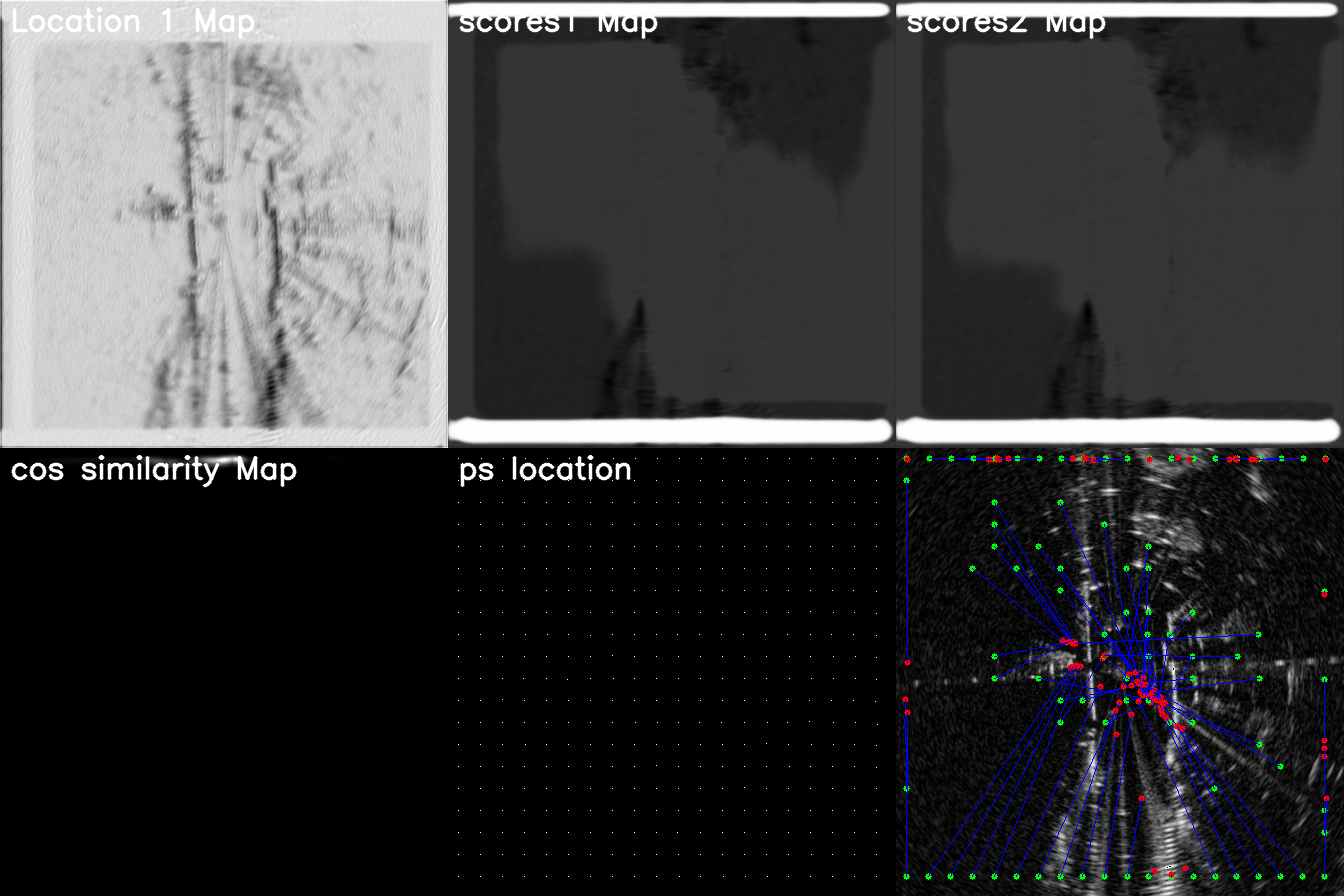 Location 1 Map
scores1 Map
scores2 Map
cos similarity Map
ps location